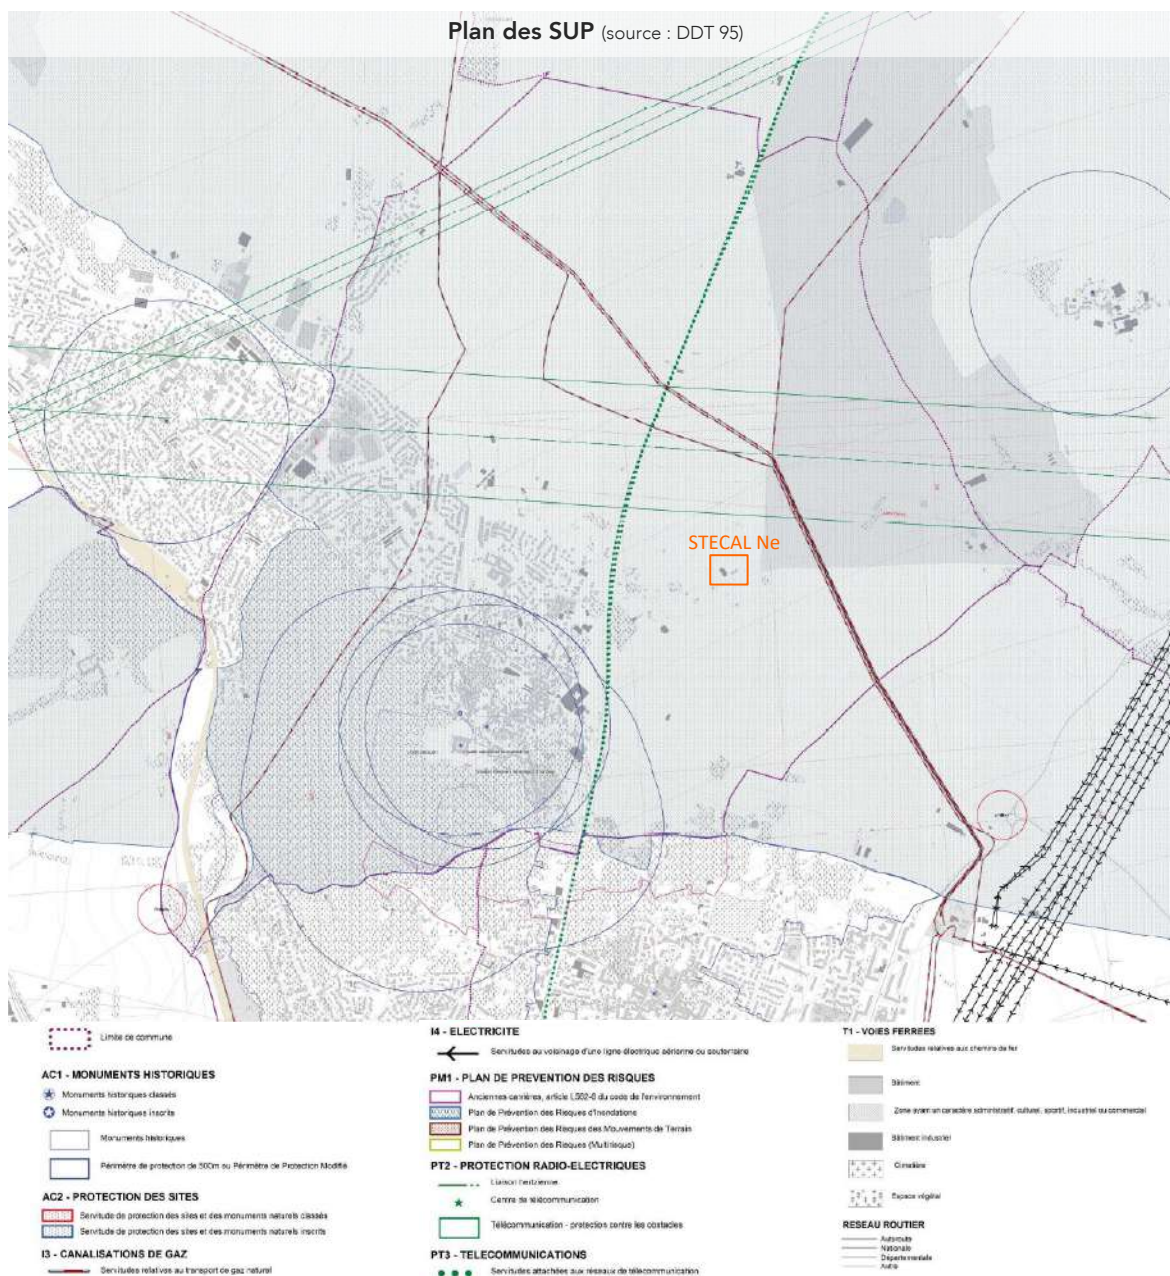 Plan des SUP (source : DDT 95)
STECAL Ne
Limite de commune
AC1 - MONUMENTS HISTORIQUES
Monuments historiques classés
Monuments historiques inscrits
Monuments historiques
Périmètre de protection de 500m ou Périmètre de Protection Modifié
AC2 - PROTECTION DES SITES
Servitude de protection des sites et des monuments naturels classés
Servitude de protection des sites et des monuments naturels inscrits
I3 - CANALISATIONS DE GAZ
Servitudes relatives au transport de gaz naturel
I4 - ELECTRICITE
Servitudes au voisinage d'une ligne électrique aérienne ou souterraine
PM1 - PLAN DE PREVENTION DES RISQUES
Anciennes carrières, article L562-6 du code de l'environnement
Plan de Prévention des Risques d'Inondations
Plan de Prévention des Risques des Mouvements de Terrain
Plan de Prévention des Risques (Multirisque)
PT2 - PROTECTION RADIO-ELECTRIQUES
Liaison hertzienne
Centre de télécommunication
Télécommunication - protection contre les obstacles
PT3 - TELECOMMUNICATIONS
Servitudes attachées aux réseaux de télécommunication
T1 - VOIES FERREES
Servitudes relatives aux chemins de fer
Bâtiment
Zone ayant un caractère administratif, culturel, sportif, industriel ou commercial
Bâtiment industriel
Cimetière
Espace végétal
RESEAU ROUTIER
Autoroute
Nationale
Départementale
Autre